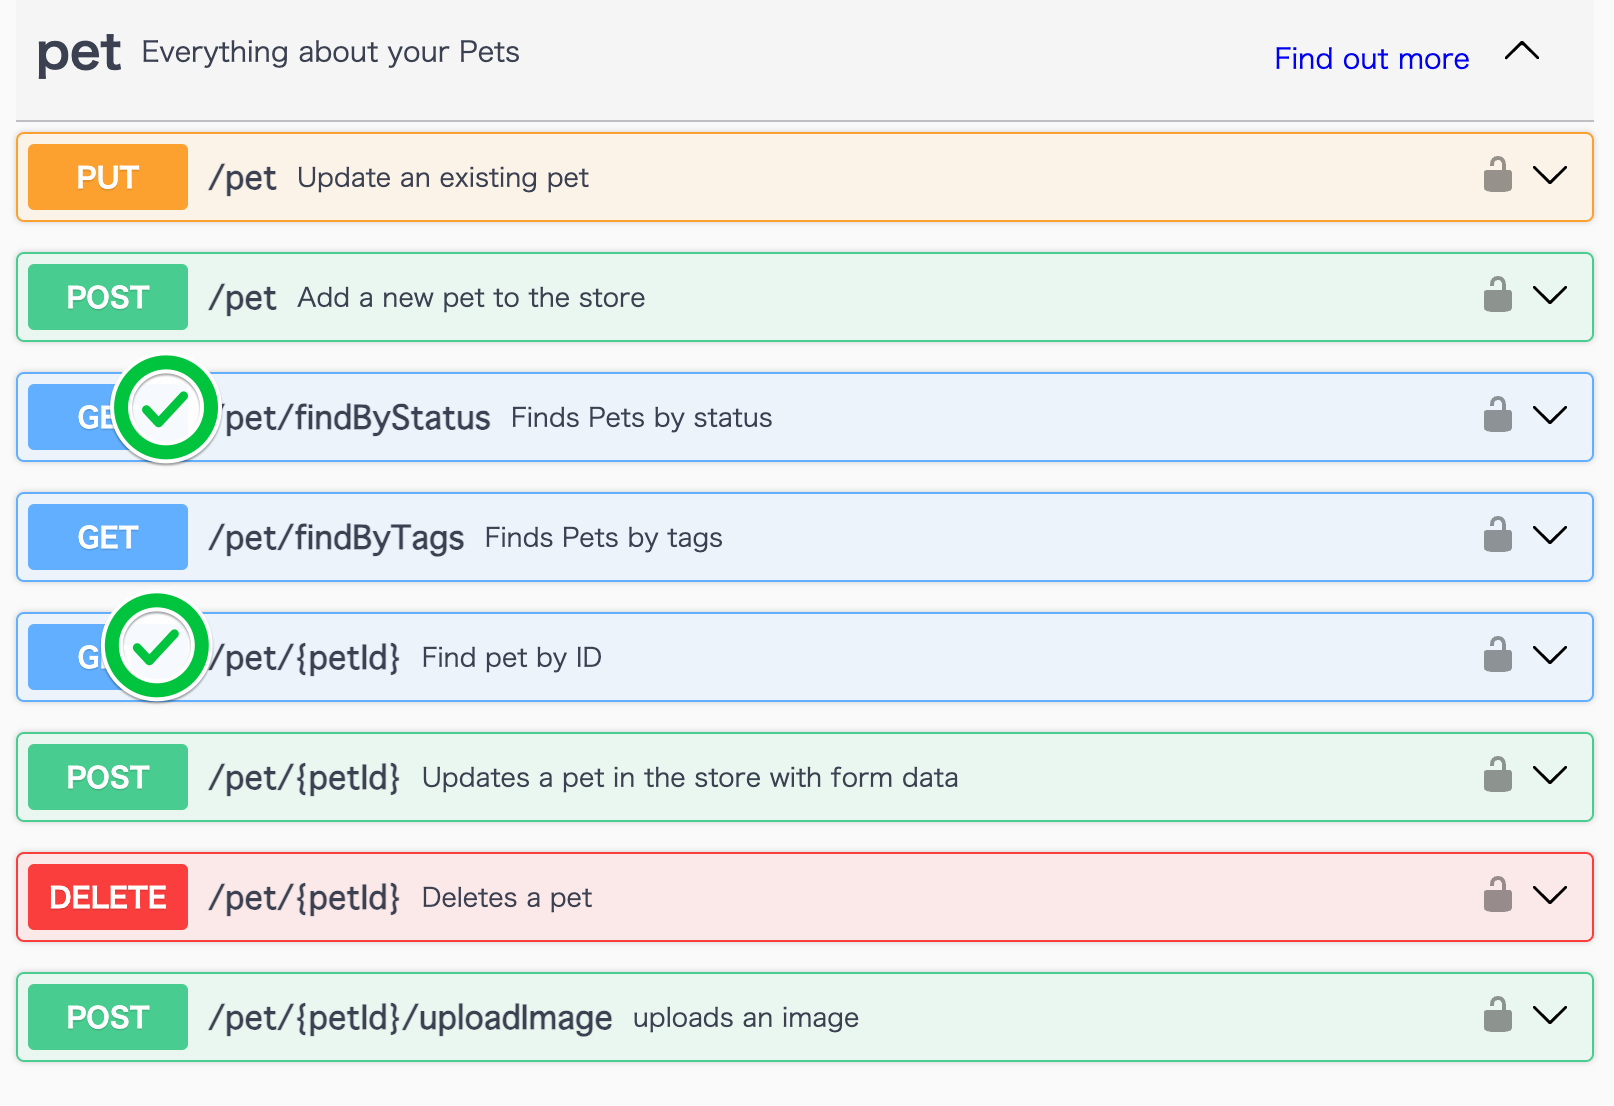 pet Everything about your Pets Find out more
PUT /pet Update an existing pet
POST /pet Add a new pet to the store
/pet/findByStatus Finds Pets by status
GET /pet/findByTags Finds Pets by tags
/pet/{petId} Find pet by ID
POST /pet/{petId} Updates a pet in the store with form data
DELETE /pet/{petId} Deletes a pet
POST /pet/{petId}/uploadImage uploads an image